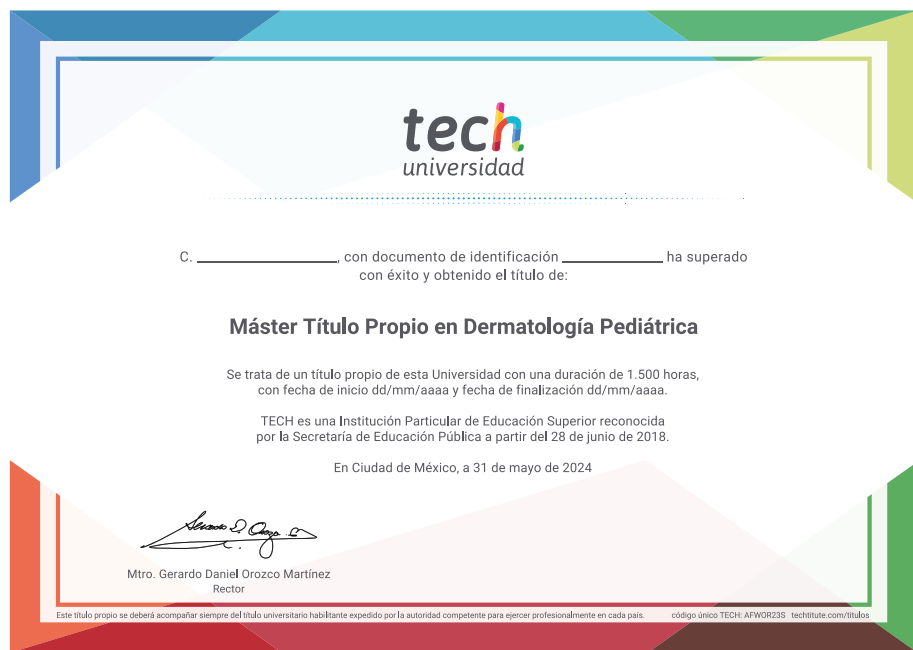 tech
universidad
C. ____________, con documento de identificación ____________ ha superado
con éxito y obtenido el título de:
Máster Título Propio en Dermatología Pediátrica
Se trata de un título propio de esta Universidad con una duración de 1.500 horas,
con fecha de inicio dd/mm/aaaa y fecha de finalización dd/mm/aaaa.
TECH es una Institución Particular de Educación Superior reconocida
por la Secretaría de Educación Pública a partir del 28 de junio de 2018.
En Ciudad de México, a 31 de mayo de 2024
Mtro. Gerardo Daniel Orozco Martínez
Rector
Este título propio se deberá acompañar siempre del título universitario habilitante expedido por la autoridad competente para ejercer profesionalmente en cada país. código único TECH: AFWOR23S techtitute.com/titulos